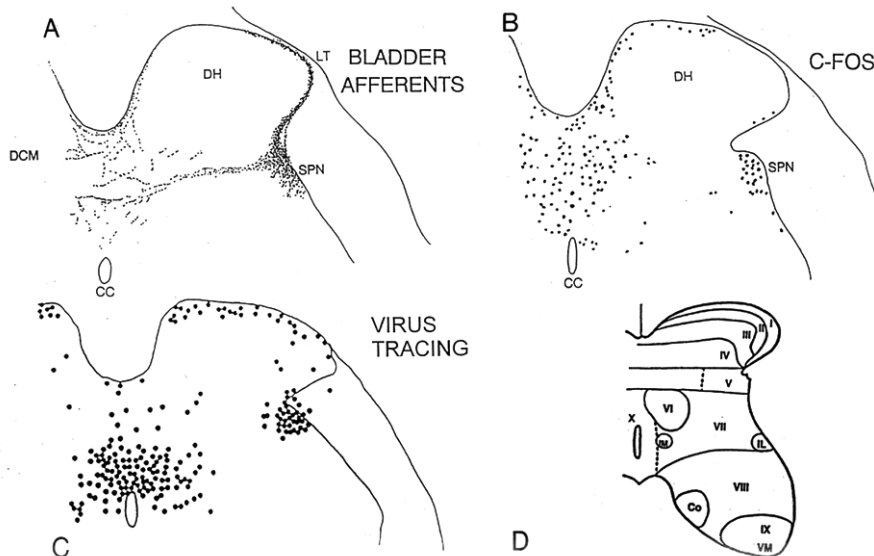 A
BLADDER
AFFERENTS
LT
DH
DCM
SPN
CC
B
C-FOS
DH
SPN
CC
VIRUS
TRACING
C
I
II
III
IV
V
VI
X
VII
IM
IL
VIII
Co
IX
VM
D